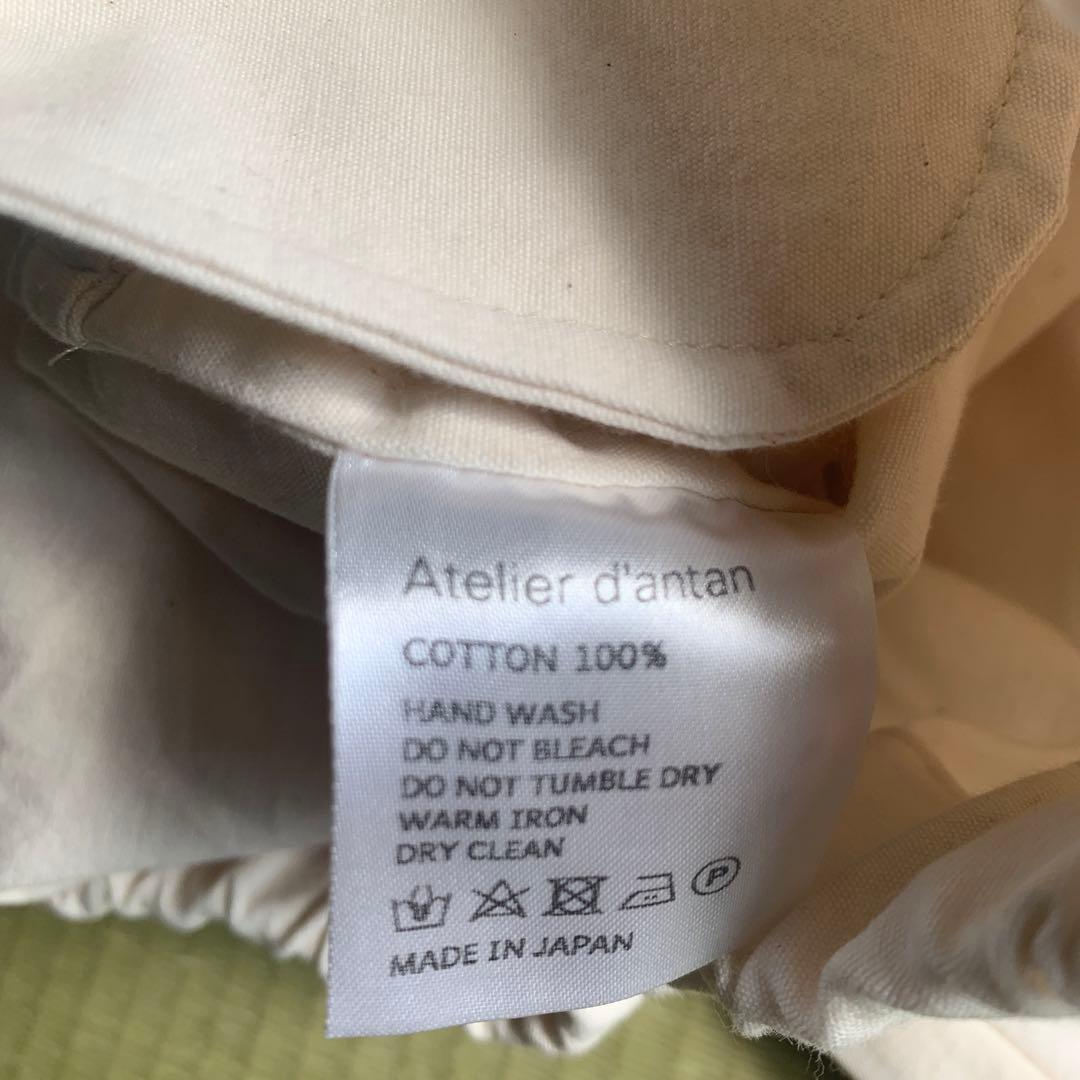 Atelier d'antan
COTTON 100%
HAND WASH
DO NOT BLEACH
DO NOT TUMBLE DRY
WARM IRON
DRY CLEAN
P
MADE IN JAPAN